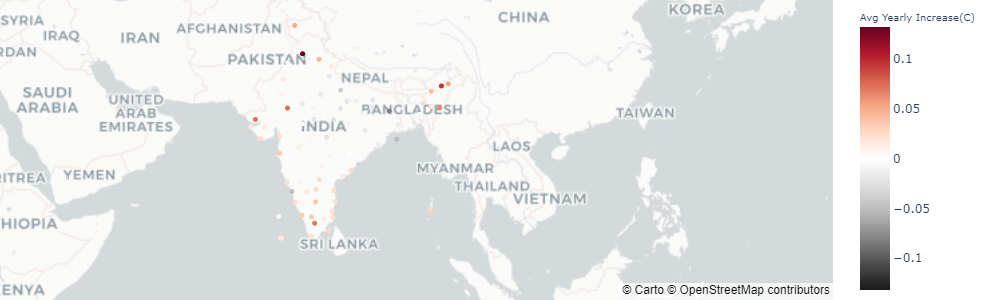 SYRIA
IRAQ
RDAN
IRAN
AFGHANISTAN
CHINA
KOREA
PAKISTAN
NEPAL
SAUDI
ARABIA
UNITED
ARAB
EMIRATES
BANGLADESH
INDIA
TAIWAN
LAOS
YEMEN
MYANMAR
RITREA
THAILAND
VIETNAM
HIOPIA
SRI LANKA
ENYA
© Carto © OpenStreetMap contributors
Avg Yearly Increase(C)
0.1
0.05
0
−0.05
−0.1